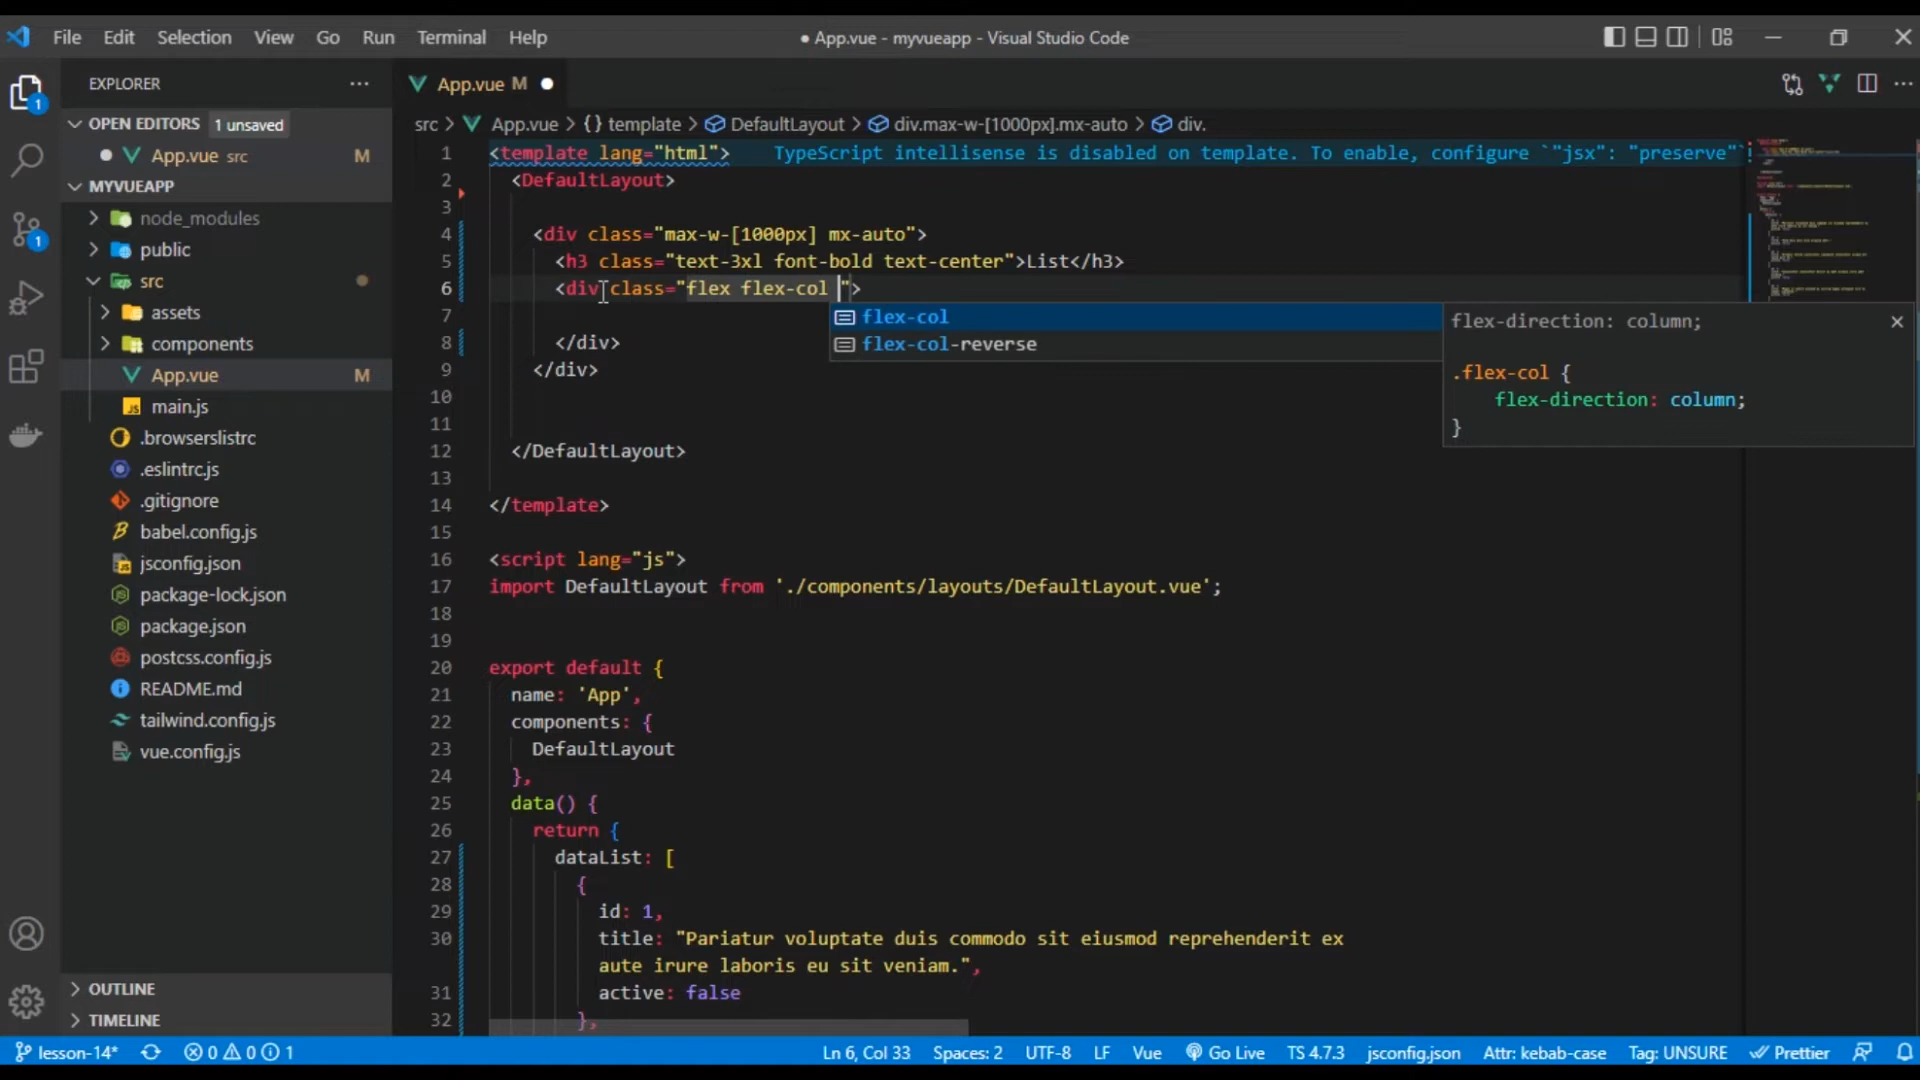 File Edit Selection View Go Run Terminal Help
● App.vue - myvueapp - Visual Studio Code
EXPLORER
App.vue M
OPEN EDITORS 1 unsaved
App.vue src M
MYVUEAPP
node_modules
public
src
assets
components
App.vue M
main.js
.browserslistrc
.eslintrc.js
.gitignore
babel.config.js
jsconfig.json
package-lock.json
package.json
postcss.config.js
README.md
tailwind.config.js
vue.config.js
OUTLINE
TIMELINE
src > App.vue > {} template > DefaultLayout > div.max-w-[1000px].mx-auto > div.
1 <template lang="html"> TypeScript intellisense is disabled on template. To enable, configure `"jsx": "preserve"`
2 <DefaultLayout>
3
4 <div class="max-w-[1000px] mx-auto">
5 <h3 class="text-3xl font-bold text-center">List</h3>
6 <div class="flex flex-col ">
7
8 </div>
9 </div>
10
11
12 </DefaultLayout>
13
14 </template>
15
16 <script lang="js">
17 import DefaultLayout from './components/layouts/DefaultLayout.vue';
18
19
20 export default {
21 name: 'App',
22 components: {
23 DefaultLayout
24 },
25 data() {
26 return {
27 dataList: [
28 {
29 id: 1,
30 title: "Pariatur voluptate duis commodo sit eiusmod reprehenderit ex
aute irure laboris eu sit veniam.",
31 active: false
32 },
flex-col
flex-col-reverse
flex-direction: column;
.flex-col {
flex-direction: column;
}
1
1
lesson-14* 0 0 1 Ln 6, Col 33 Spaces: 2 UTF-8 LF Vue Go Live TS 4.7.3 jsconfig.json Attr: kebab-case Tag: UNSURE Prettier